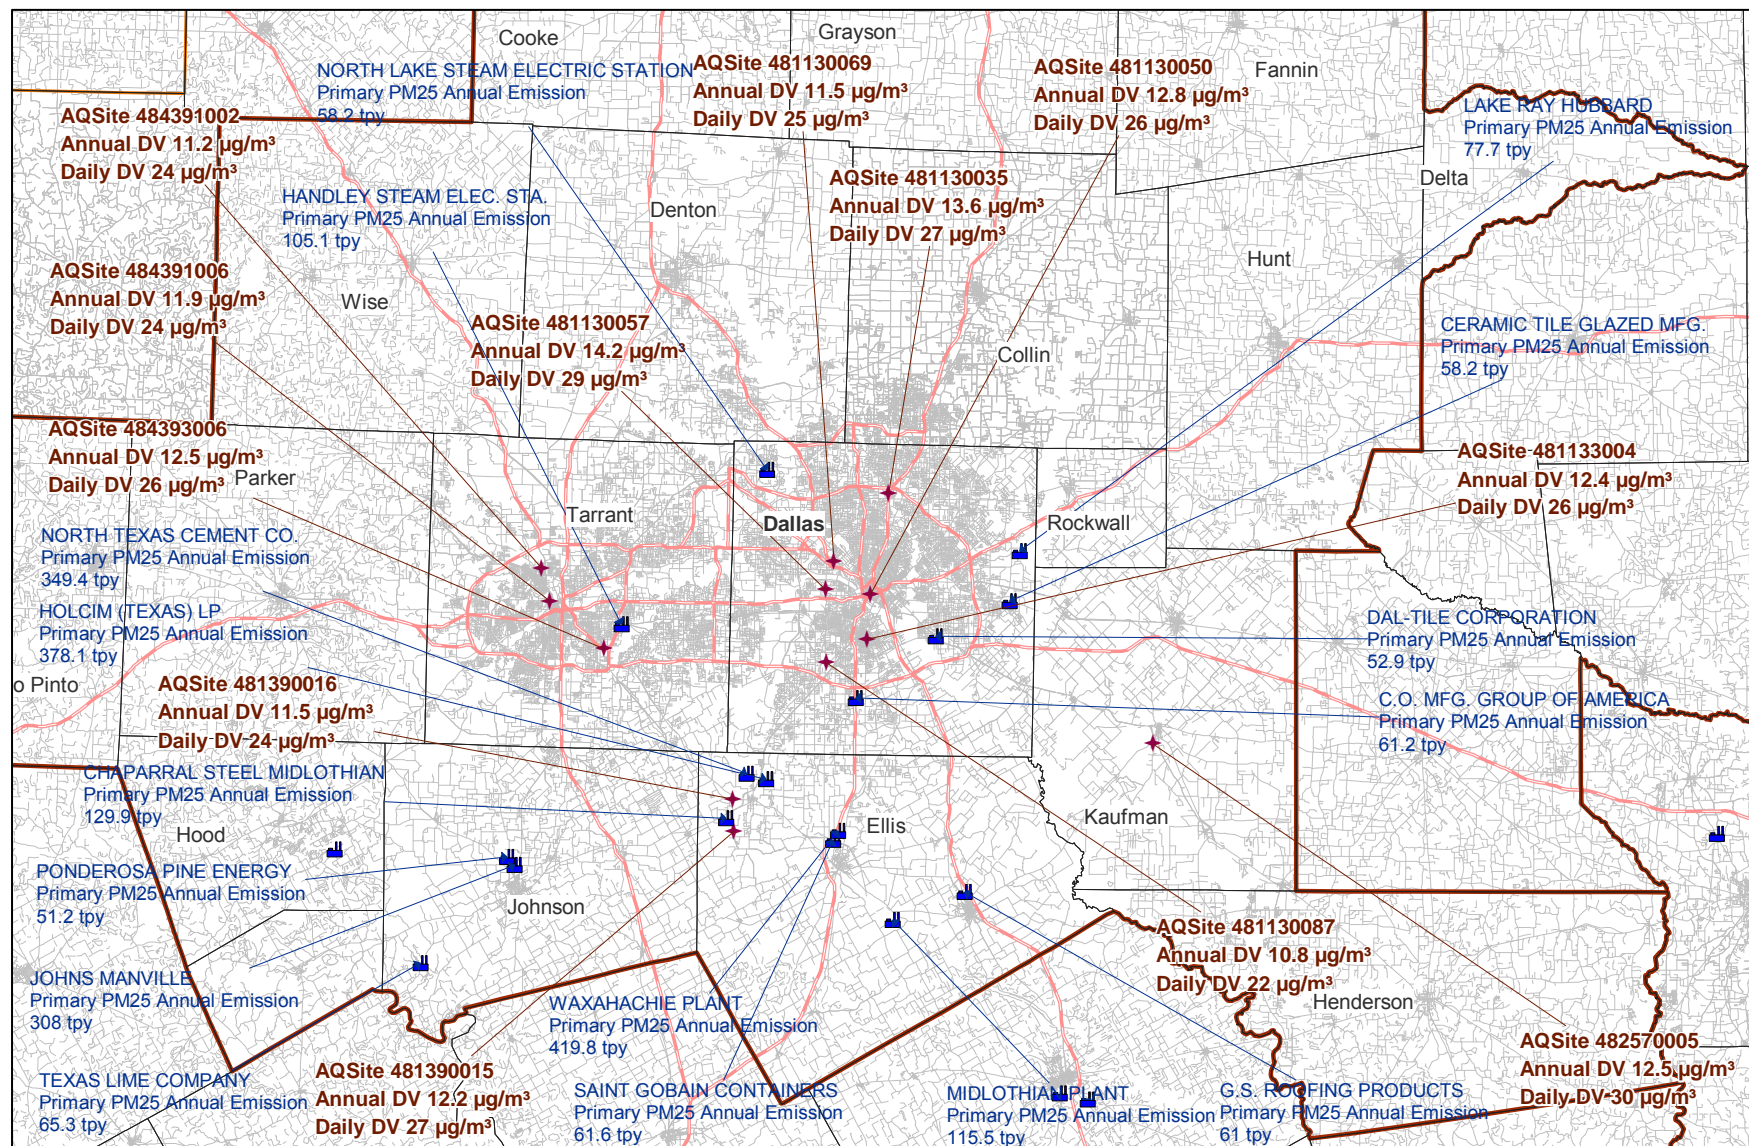 Cooke
Grayson
Fannin
Delta
NORTH LAKE STEAM ELECTRIC STATION
Primary PM25 Annual Emission
58.2 tpy
AQSite 481130069
Annual DV 11.5 µg/m³
Daily DV 25 µg/m³
AQSite 481130050
Annual DV 12.8 µg/m³
Daily DV 26 µg/m³
LAKE RAY HUBBARD
Primary PM25 Annual Emission
77.7 tpy
AQSite 484391002
Annual DV 11.2 µg/m³
Daily DV 24 µg/m³
HANDLEY STEAM ELEC. STA.
Primary PM25 Annual Emission
105.1 tpy
Denton
AQSite 481130035
Annual DV 13.6 µg/m³
Daily DV 27 µg/m³
Hunt
AQSite 484391006
Annual DV 11.9 µg/m³
Daily DV 24 µg/m³
Wise
AQSite 481130057
Annual DV 14.2 µg/m³
Daily DV 29 µg/m³
Collin
CERAMIC TILE GLAZED MFG.
Primary PM25 Annual Emission
58.2 tpy
AQSite 484393006
Annual DV 12.5 µg/m³
Daily DV 26 µg/m³
Parker
AQSite 481133004
Annual DV 12.4 µg/m³
Daily DV 26 µg/m³
Tarrant
Dallas
Rockwall
NORTH TEXAS CEMENT CO.
Primary PM25 Annual Emission
349.4 tpy
HOLCIM (TEXAS) LP
Primary PM25 Annual Emission
378.1 tpy
DAL-TILE CORPORATION
Primary PM25 Annual Emission
52.9 tpy
o Pinto
AQSite 481390016
Annual DV 11.5 µg/m³
Daily DV 24 µg/m³
C.O. MFG. GROUP OF AMERICA
Primary PM25 Annual Emission
61.2 tpy
CHAPARRAL STEEL MIDLOTHIAN
Primary PM25 Annual Emission
129.9 tpy
Hood
Ellis
Kaufman
PONDEROSA PINE ENERGY
Primary PM25 Annual Emission
51.2 tpy
Johnson
AQSite 481130087
Annual DV 10.8 µg/m³
Daily DV 22 µg/m³
JOHNS MANVILLE
Primary PM25 Annual Emission
308 tpy
WAXAHACHIE PLANT
Primary PM25 Annual Emission
419.8 tpy
Henderson
AQSite 482570005
Annual DV 12.5 µg/m³
Daily DV 30 µg/m³
TEXAS LIME COMPANY
Primary PM25 Annual Emission
65.3 tpy
AQSite 481390015
Annual DV 12.2 µg/m³
Daily DV 27 µg/m³
SAINT GOBAIN CONTAINERS
Primary PM25 Annual Emission
61.6 tpy
MIDLOTHIAN PLANT
Primary PM25 Annual Emission
115.5 tpy
G.S. ROOFING PRODUCTS
Primary PM25 Annual Emission
61 tpy